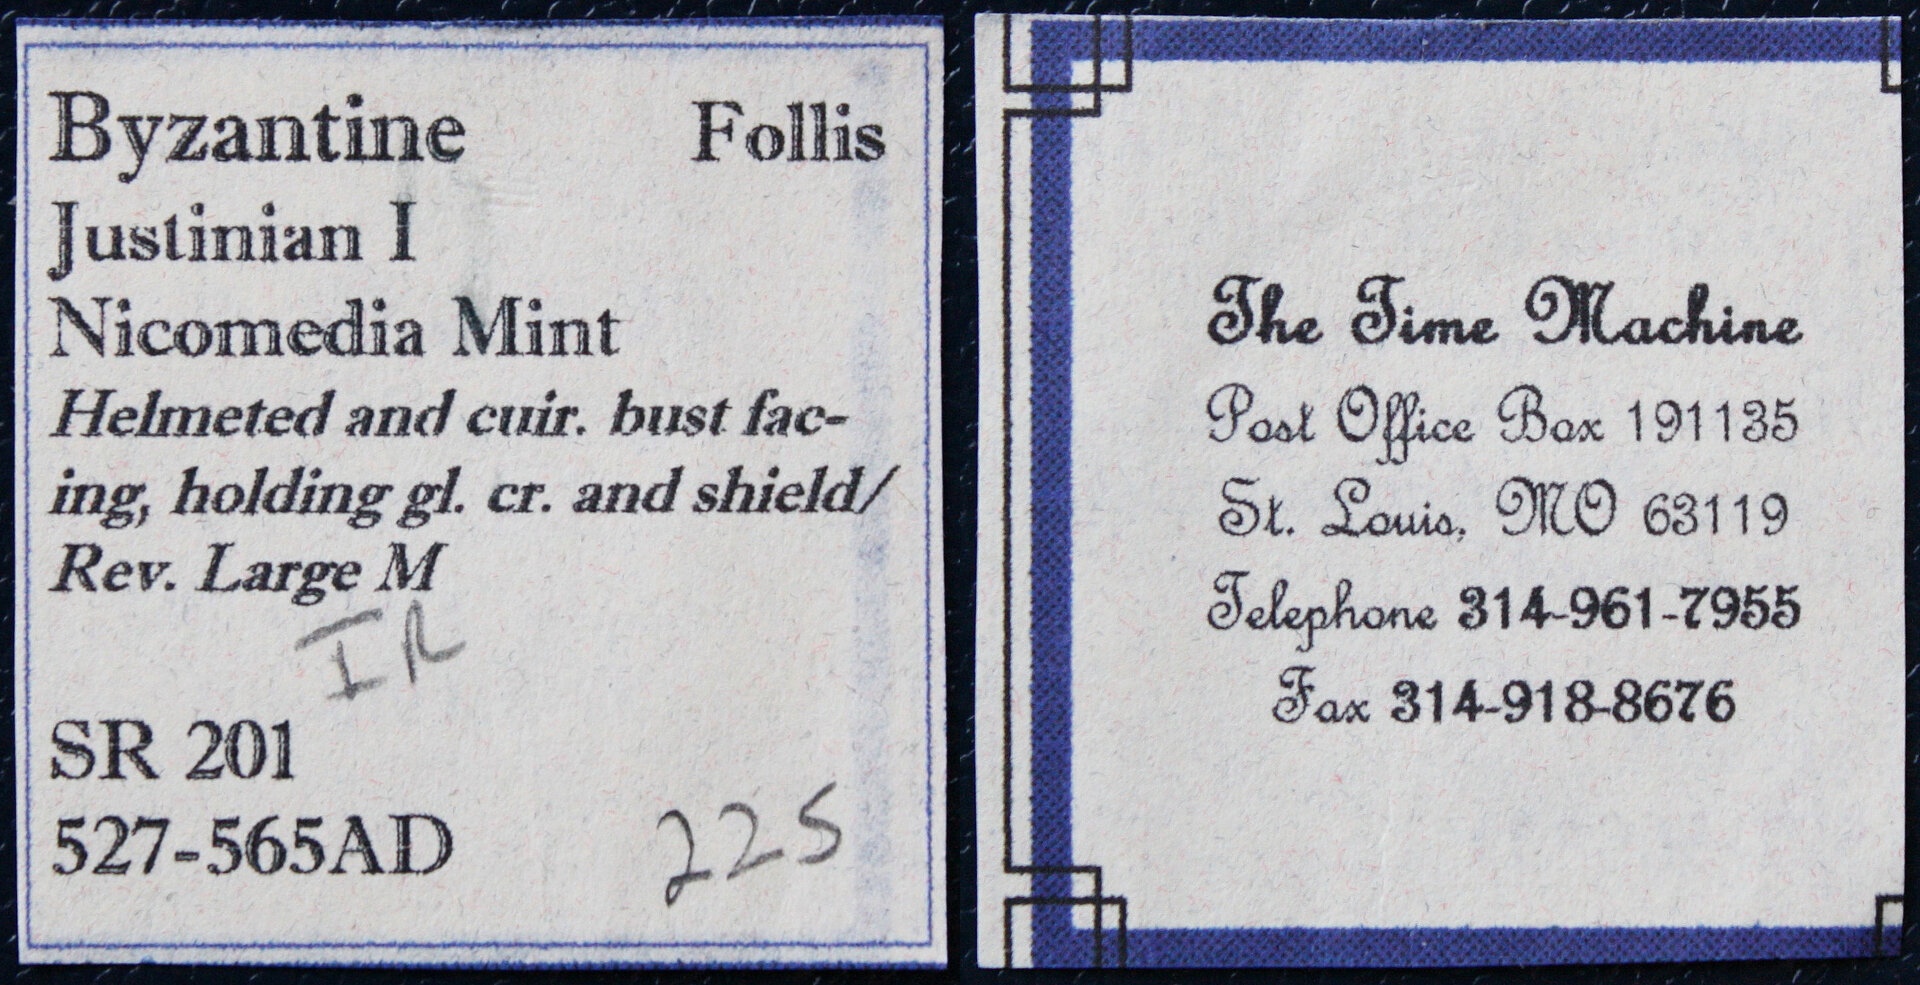 Byzantine Follis
Justinian I
Nicomedia Mint
Helmeted and cuir. bust fac-
ing, holding gl. cr. and shield/
Rev. Large M
SR 201
527-565AD
225
The Time Machine
Post Office Box 191135
St. Louis, MO 63119
Telephone 314-961-7955
Fax 314-918-8676